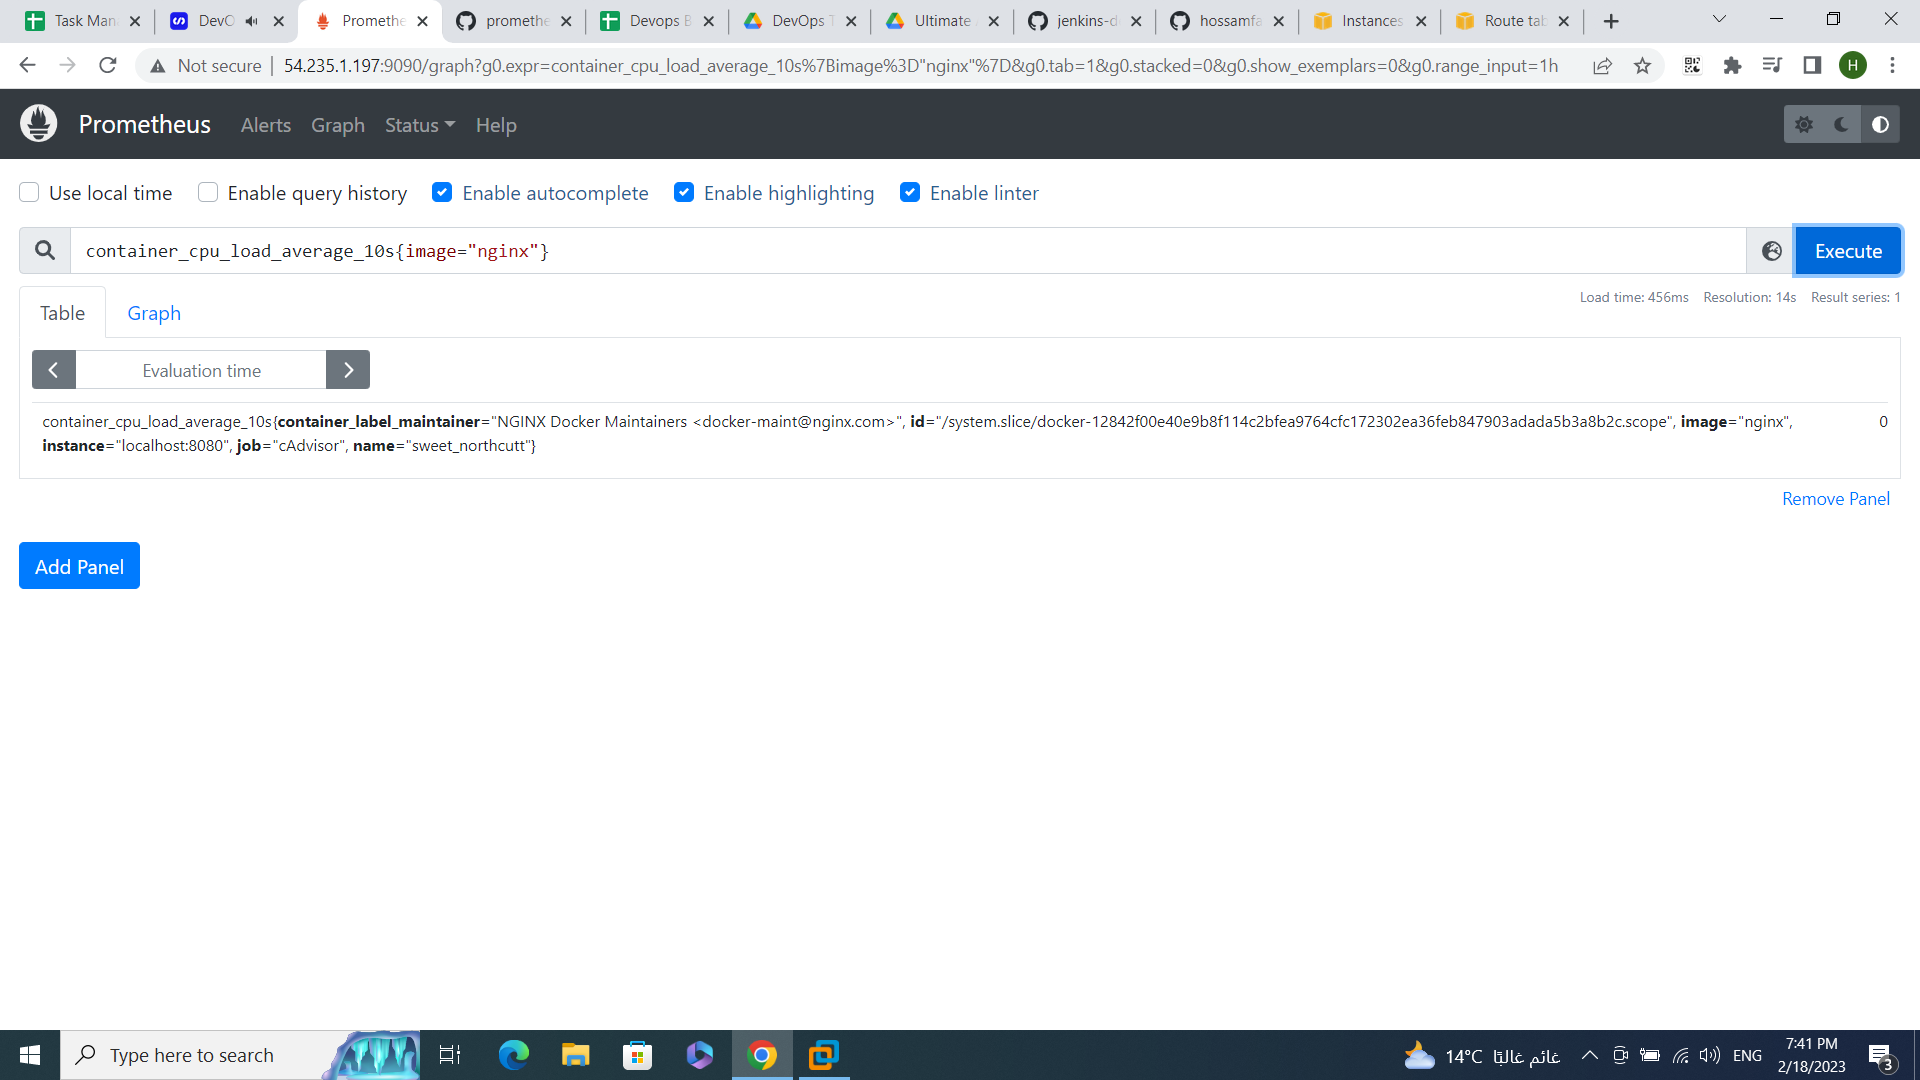 Task Man
DevO
Promethe
promethe
Devops B
DevOps T
Ultimate
jenkins-d
hossamfa
Instances
Route tab
Not secure
54.235.1.197:9090/graph?g0.expr=container_cpu_load_average_10s%7Bimage%3D"nginx"%7D&g0.tab=1&g0.stacked=0&g0.show_exemplars=0&g0.range_input=1h
H
Prometheus
Alerts
Graph
Status
Help
Use local time
Enable query history
Enable autocomplete
Enable highlighting
Enable linter
container_cpu_load_average_10s{image="nginx"}
Execute
Table
Graph
Load time: 456ms
Resolution: 14s
Result series: 1
Evaluation time
container_cpu_load_average_10s{container_label_maintainer="NGINX Docker Maintainers <docker-maint@nginx.com>", id="/system.slice/docker-12842f00e40e9b8f114c2bfea9764cfc172302ea36feb847903adada5b3a8b2c.scope", image="nginx",
instance="localhost:8080", job="cAdvisor", name="sweet_northcutt"}
0
Remove Panel
Add Panel
Type here to search
14°C غائم غالبًا
ENG
7:41 PM
2/18/2023
3